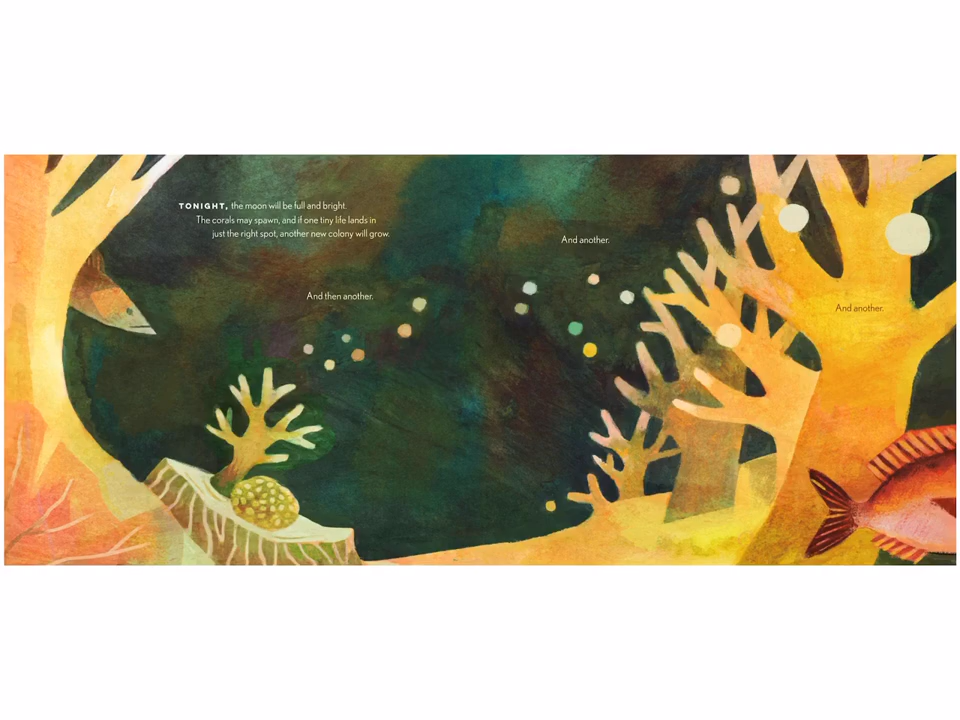 TONIGHT, the moon will be full and bright.
The corals may spawn, and if one tiny life lands in
just the right spot, another new colony will grow.
And then another.
And another.
And another.